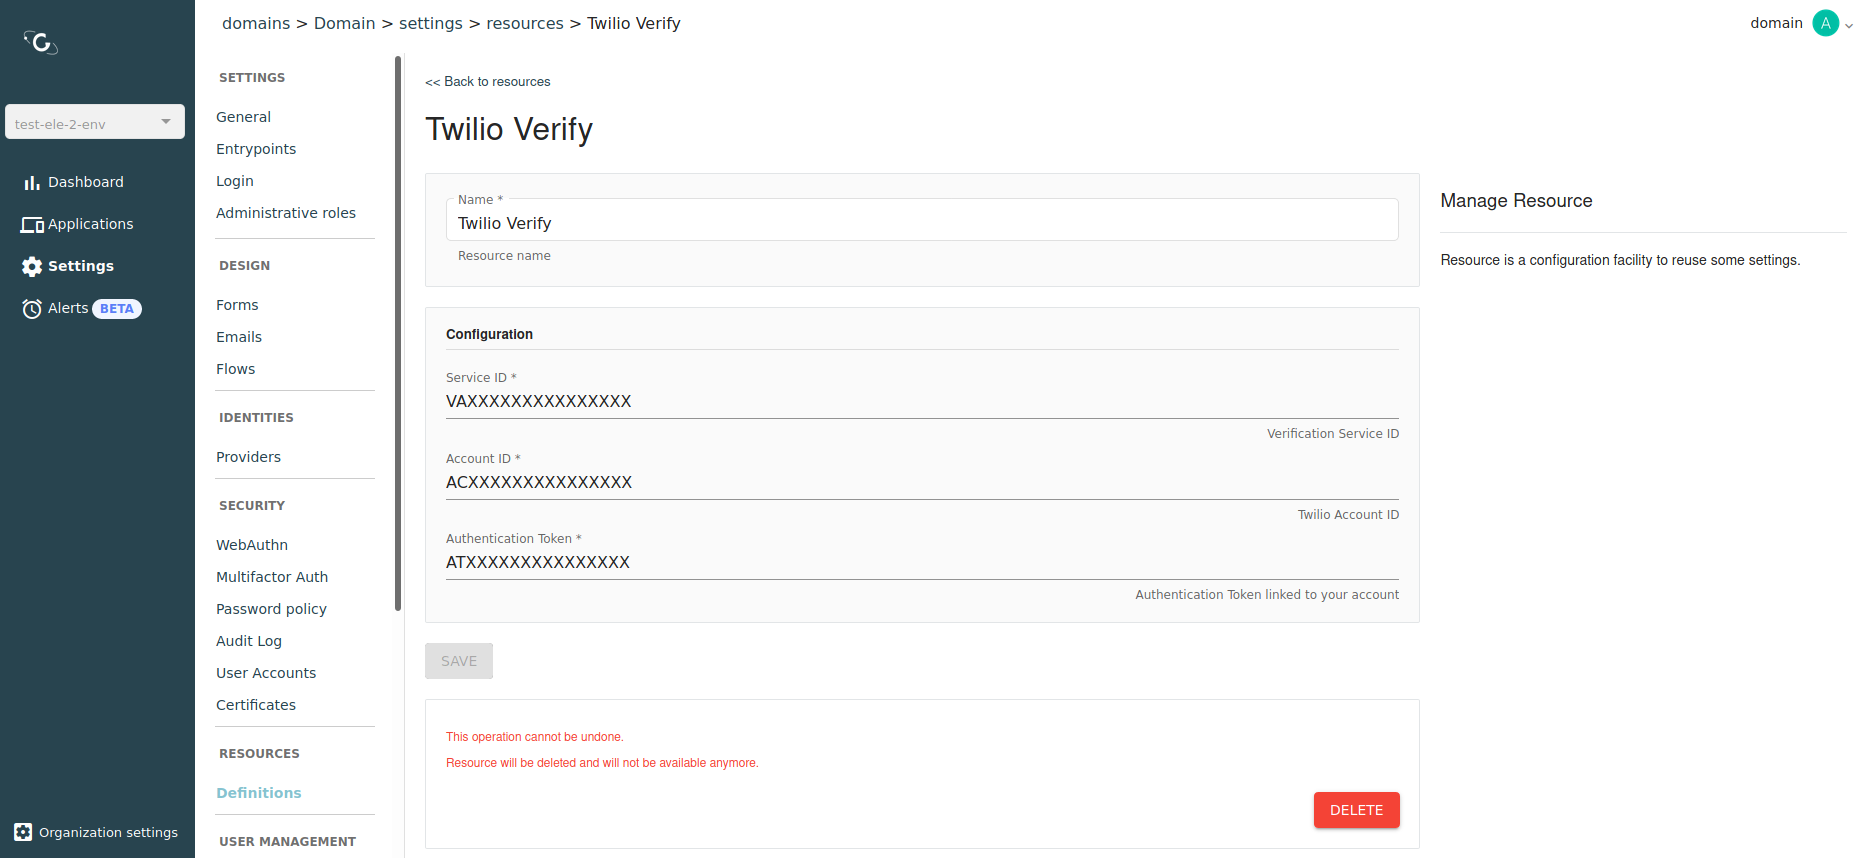 domains > Domain > settings > resources > Twilio Verify
domain
A
test-ele-2-env
Dashboard
Applications
Settings
Alerts BETA
Organization settings
SETTINGS
General
Entrypoints
Login
Administrative roles
DESIGN
Forms
Emails
Flows
IDENTITIES
Providers
SECURITY
WebAuthn
Multifactor Auth
Password policy
Audit Log
User Accounts
Certificates
RESOURCES
Definitions
USER MANAGEMENT
<< Back to resources
Twilio Verify
Name *
Twilio Verify
Resource name
Configuration
Service ID *
VAXXXXXXXXXXXXXXX
Verification Service ID
Account ID *
ACXXXXXXXXXXXXXXX
Twilio Account ID
Authentication Token *
ATXXXXXXXXXXXXXXX
Authentication Token linked to your account
SAVE
This operation cannot be undone.
Resource will be deleted and will not be available anymore.
DELETE
Manage Resource
Resource is a configuration facility to reuse some settings.